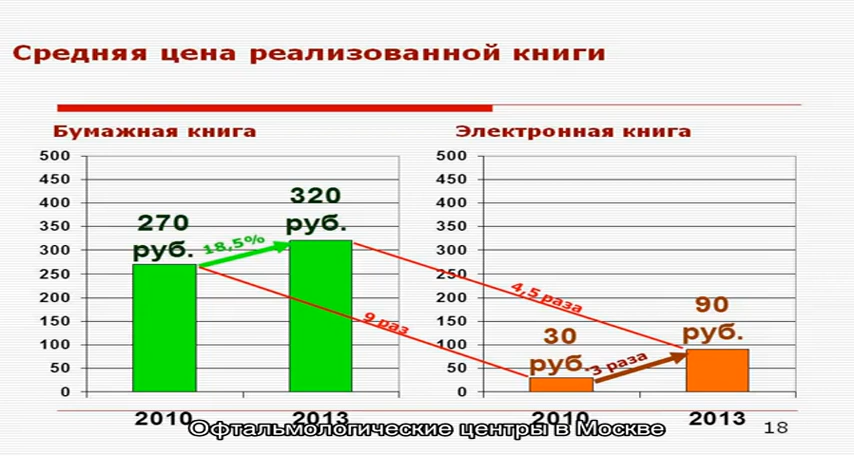 Средняя цена реализованной книги
Бумажная книга
500
450
400
350
300
250
200
150
100
50
0
270
руб.
18,5%
320
руб.
2010
2013
9 раз
4,5 раза
Электронная книга
500
450
400
350
300
250
200
150
100
50
0
30
руб.
3 раза
90
руб.
2010
2013
Офтальмологические центры в Москве
18